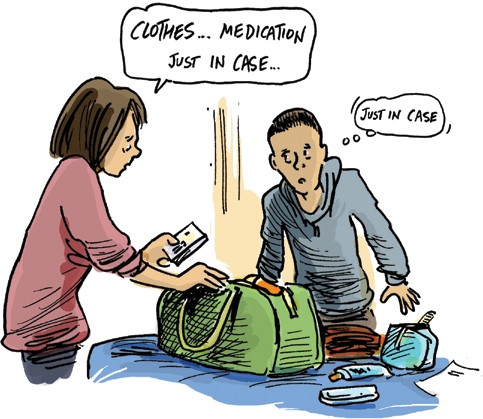 CLOTHES... MEDICATION
JUST IN CASE...
JUST IN CASE